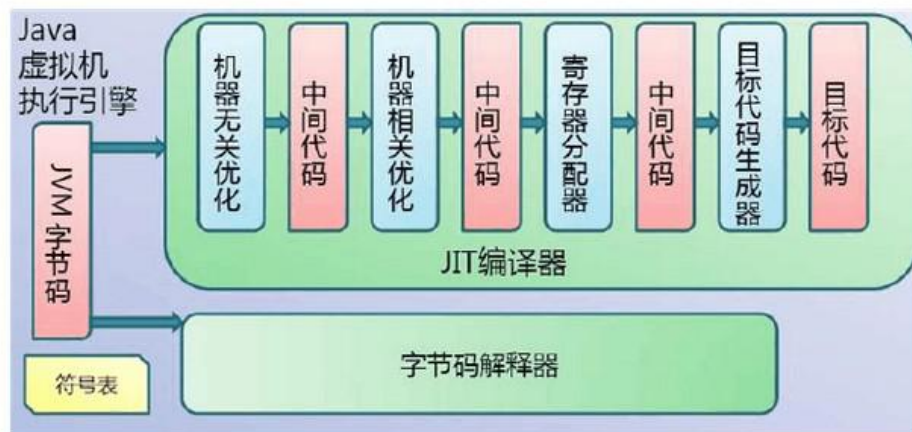 Java
虚拟机
执行引擎
JVM字节码
机器无关优化
中间代码
机器相关优化
中间代码
寄存器分配器
中间代码
目标代码生成器
目标代码
JIT编译器
字节码解释器
符号表